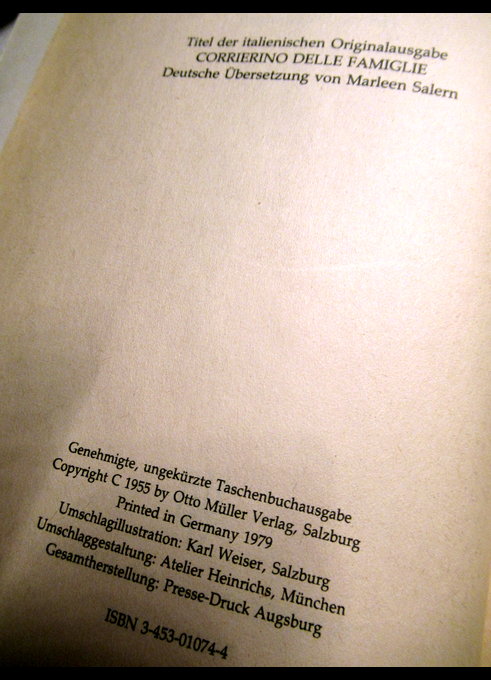 Titel der italienischen Originalausgabe
CORRIERINO DELLE FAMIGLIE
Deutsche Übersetzung von Marleen Salern
Genehmigte, ungekürzte Taschenbuchausgabe
Copyright C 1955 by Otto Müller Verlag, Salzburg
Printed in Germany 1979
Umschlagillustration: Karl Weiser, Salzburg
Umschlaggestaltung: Atelier Heinrichs, München
Gesamtherstellung: Presse-Druck Augsburg
ISBN 3-453-01074-4